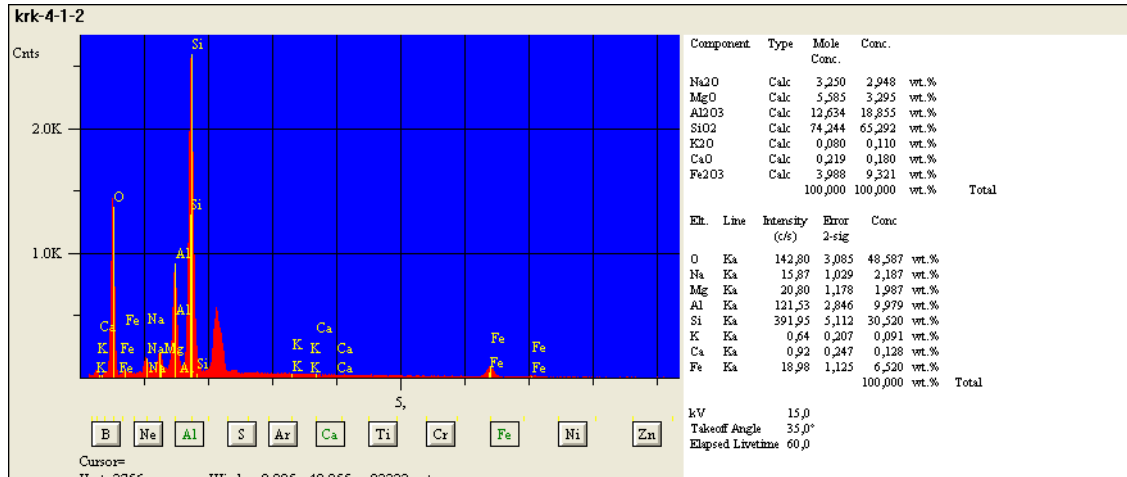 krk-4-1-2
Cnts
2.0K
1.0K
Si
O
Si
Al
Al
Ca Fe Na
K Fe Na Mg
K Fe Na Al Si
K K Ca Ca
K K Ca
Fe Fe
Fe Fe
5,
B Ne Al S Ar Ca Ti Cr Fe Ni Zn
Cursor=
Component Type Mole Conc.
Conc.
Na2O Calc 3,250 2,948 wt.%
MgO Calc 5,585 3,295 wt.%
Al2O3 Calc 12,634 18,855 wt.%
SiO2 Calc 74,244 65,292 wt.%
K2O Calc 0,080 0,110 wt.%
CaO Calc 0,219 0,180 wt.%
Fe2O3 Calc 3,988 9,321 wt.%
100,000 100,000 wt.% Total
Elt. Line Intensity Error Conc
(c/s) 2-sig
O Ka 142,80 3,085 48,587 wt.%
Na Ka 15,87 1,029 2,187 wt.%
Mg Ka 20,80 1,178 1,987 wt.%
Al Ka 121,53 2,846 9,979 wt.%
Si Ka 391,95 5,112 30,520 wt.%
K Ka 0,64 0,207 0,091 wt.%
Ca Ka 0,92 0,247 0,128 wt.%
Fe Ka 18,98 1,125 6,520 wt.%
100,000 wt.% Total
kV 15,0
Takeoff Angle 35,0°
Elapsed Livetime 60,0